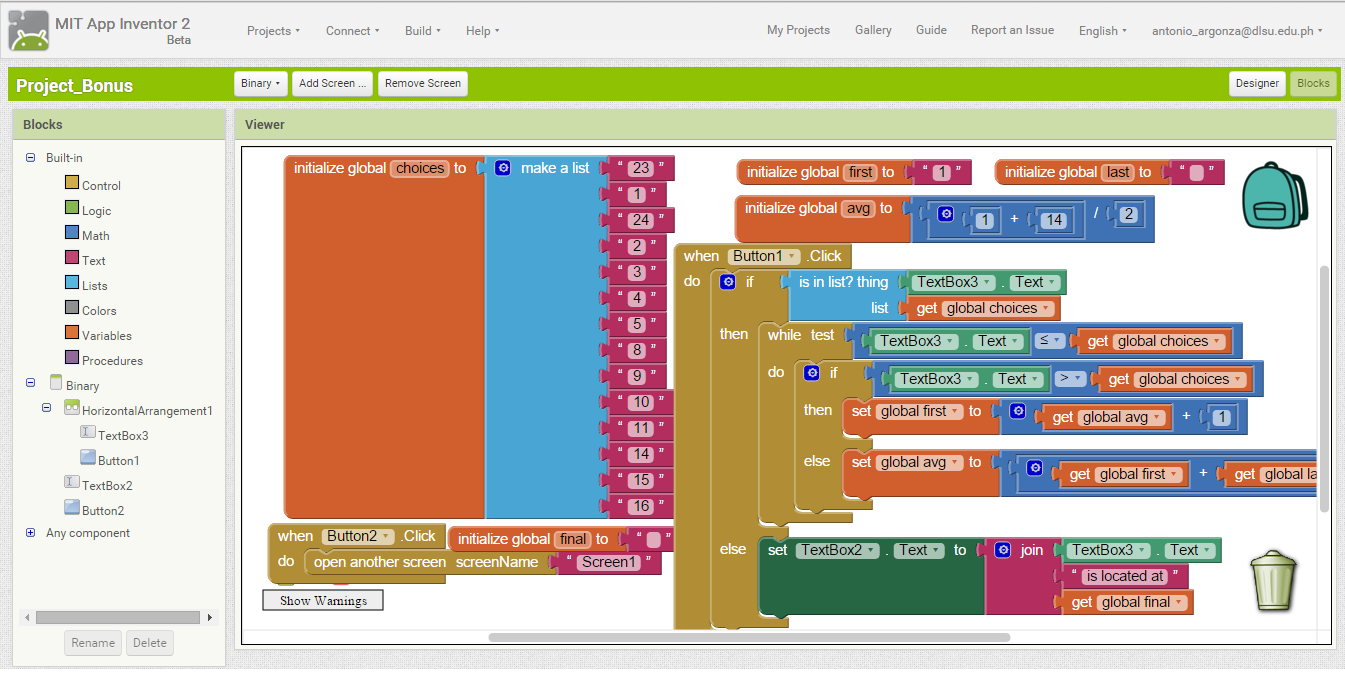 MIT App Inventor 2
Beta
Projects Connect Build Help My Projects Gallery Guide Report an Issue English antonio_argonza@dlsu.edu.ph
Project_Bonus Binary Add Screen ... Remove Screen Designer Blocks
Blocks
Built-in
Control
Logic
Math
Text
Lists
Colors
Variables
Procedures
Binary
HorizontalArrangement1
TextBox3
Button1
TextBox2
Button2
Any component
Rename Delete
Viewer
initialize global choices to make a list " 23 "
" 1 "
" 24 "
" 2 "
" 3 "
" 4 "
" 5 "
" 8 "
" 9 "
" 10 "
" 11 "
" 14 "
" 15 "
" 16 "
initialize global first to " 1 "
initialize global last to " "
initialize global avg to 1 + 14 / 2
when Button1 .Click
do if is in list? thing TextBox3 . Text
list get global choices
then while test TextBox3 . Text ≤ get global choices
do if TextBox3 . Text > get global choices
then set global first to get global avg + 1
else set global avg to get global first + get global la
else set TextBox2 . Text to join TextBox3 . Text
" is located at "
get global final
when Button2 .Click
do open another screen screenName " Screen1 "
initialize global final to " "
Show Warnings